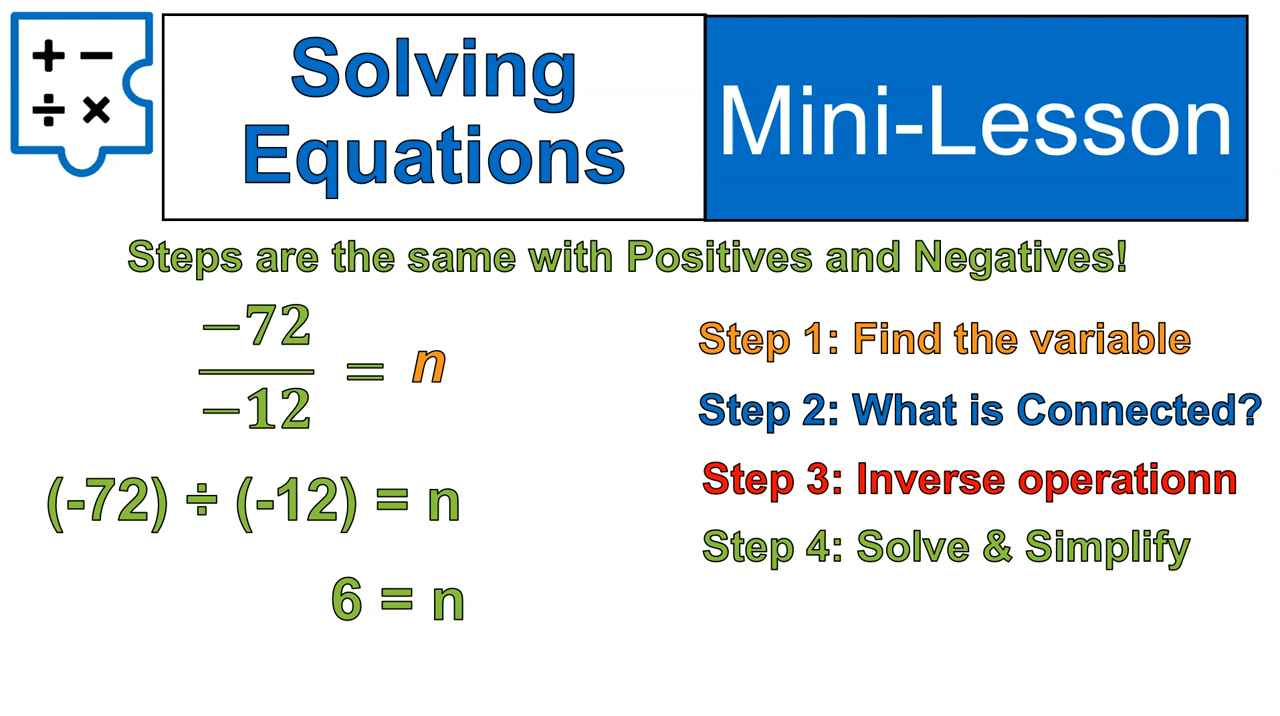 + −
÷ ×
Solving
Equations
Mini-Lesson
Steps are the same with Positives and Negatives!
−72
−12
= n
(-72) ÷ (-12) = n
6 = n
Step 1: Find the variable
Step 2: What is Connected?
Step 3: Inverse operationn
Step 4: Solve & Simplify